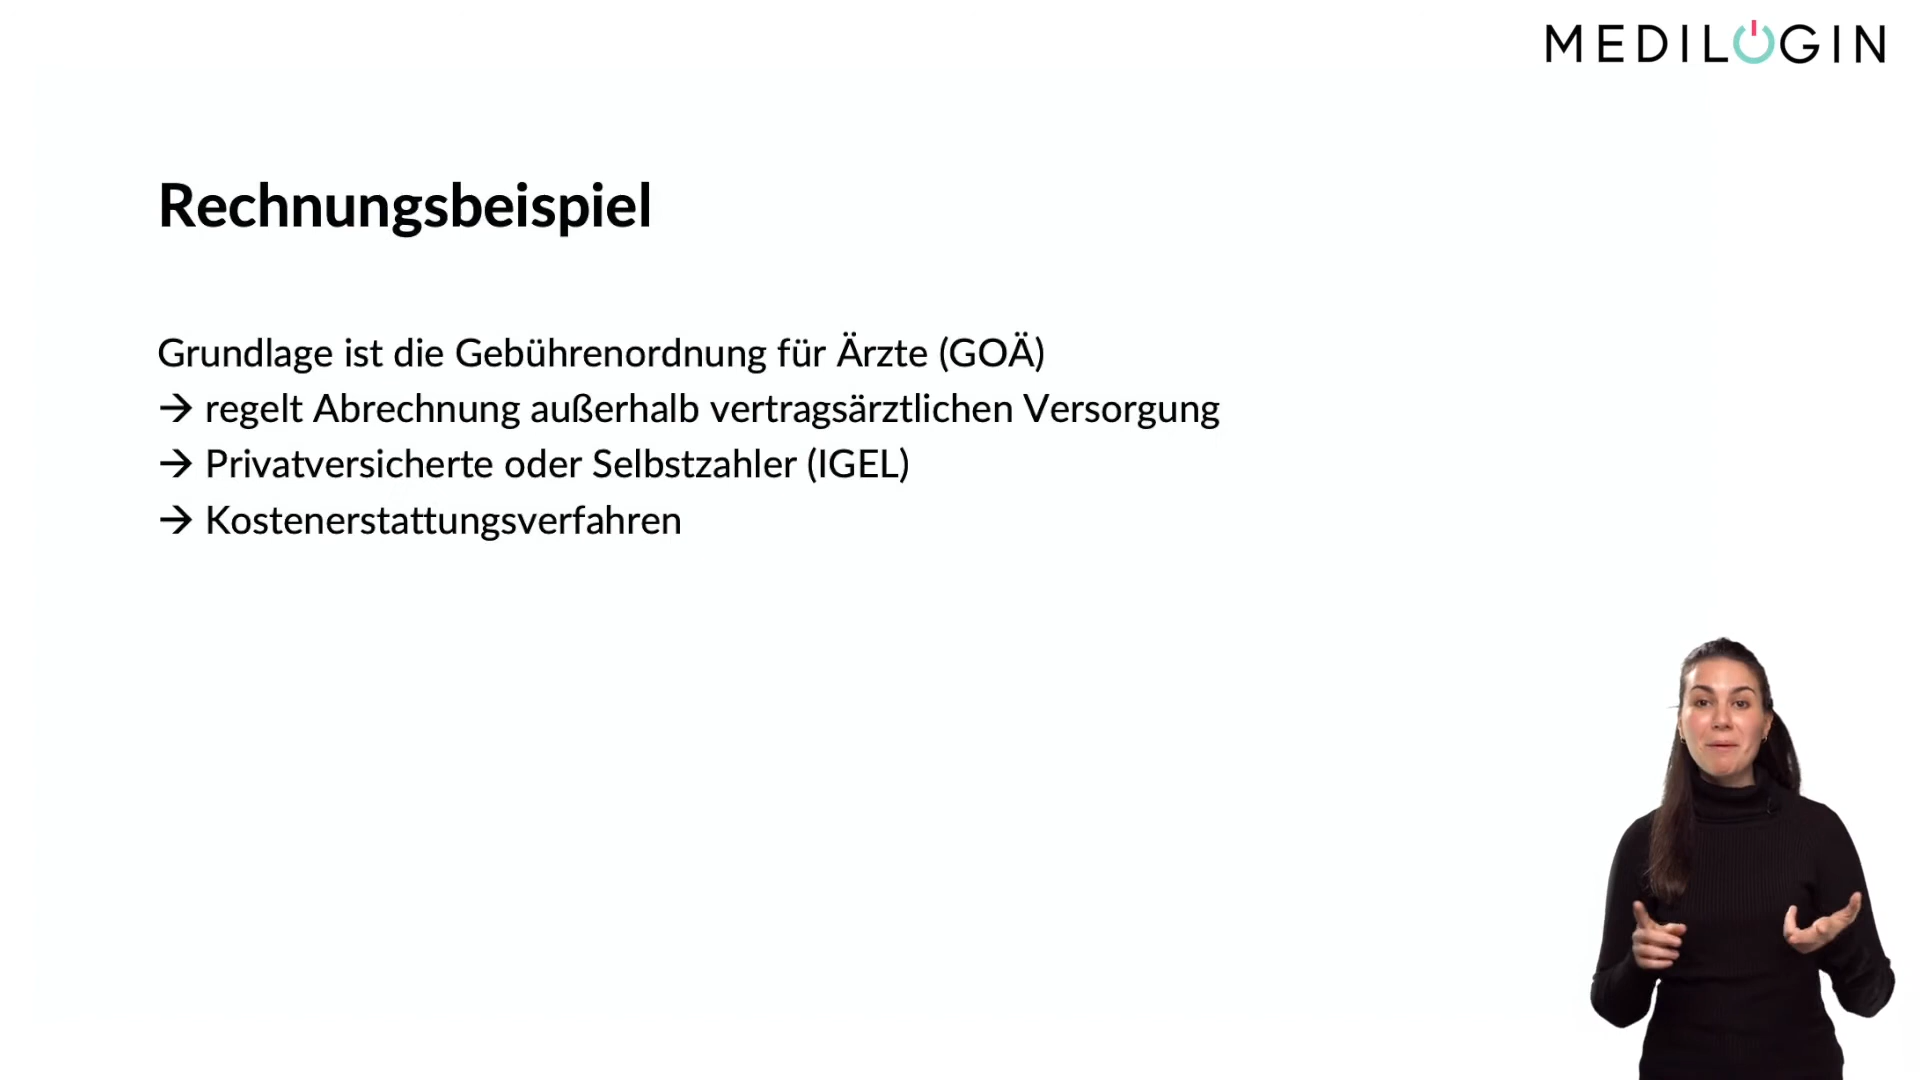 MEDILOGIN
Rechnungsbeispiel
Grundlage ist die Gebührenordnung für Ärzte (GOÄ)
→ regelt Abrechnung außerhalb vertragsärztlichen Versorgung
→ Privatversicherte oder Selbstzahler (IGEL)
→ Kostenerstattungsverfahren